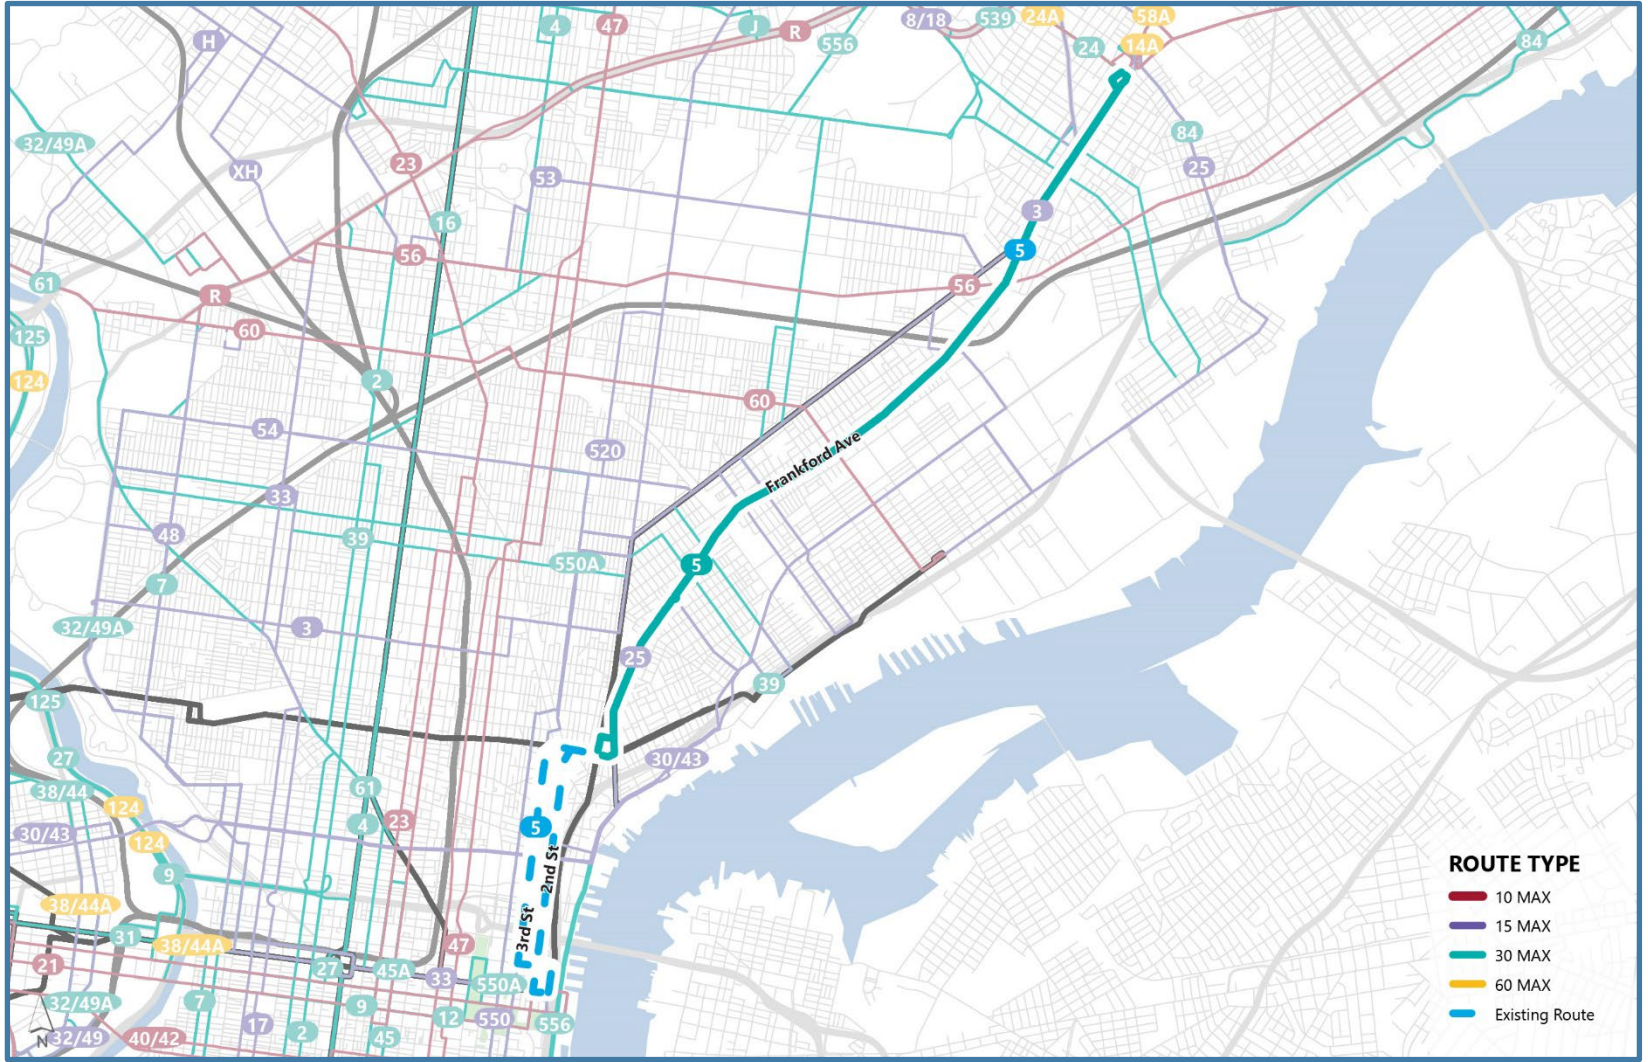 4
47
J
R
8/18
539
24A
58A
H
556
24
14A
84
32/49A
84
23
XH
53
25
16
3
5
56
61
56
R
60
125
124
2
60
54
520
Frankford Ave
33
48
39
550A
5
7
32/49A
3
25
39
125
27
30/43
38/44
61
124
4
23
5
30/43
124
2nd St
9
38/44A
3rd St
31
38/44A
47
21
27
45A
33
550A
32/49A
7
9
12
550
556
17
2
45
N
32/49
40/42
ROUTE TYPE
10 MAX
15 MAX
30 MAX
60 MAX
Existing Route